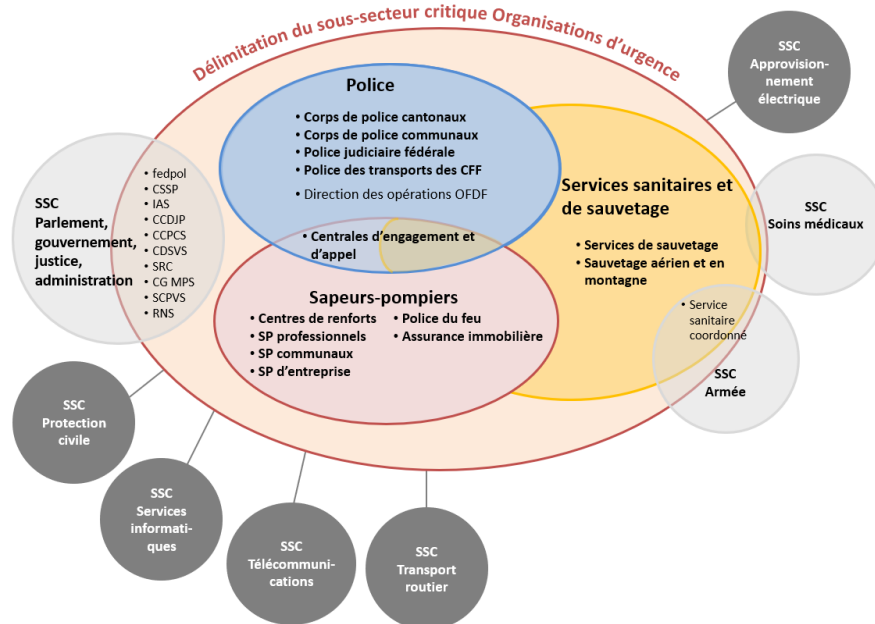 Délimitation du sous-secteur critique Organisations d'urgence
SSC
Approvision-
nement
électrique
Police
• Corps de police cantonaux
• Corps de police communaux
• Police judiciaire fédérale
• Police des transports des CFF
• Direction des opérations OFDF
• Centrales d'engagement et
d'appel
SSC
Parlement,
gouvernement,
justice,
administration
• fedpol
• CSSP
• IAS
• CCDJP
• CCPCS
• CDSVS
• SRC
• CG MPS
• SCPVS
• RNS
Services sanitaires et
de sauvetage
• Services de sauvetage
• Sauvetage aérien et en
montagne
SSC
Soins médicaux
Sapeurs-pompiers
• Centres de renforts
• SP professionnels
• SP communaux
• SP d'entreprise
• Police du feu
• Assurance immobilière
• Service
sanitaire
coordonné
SSC
Armée
SSC
Protection
civile
SSC
Services
informati-
ques
SSC
Télécommuni-
cations
SSC
Transport
routier